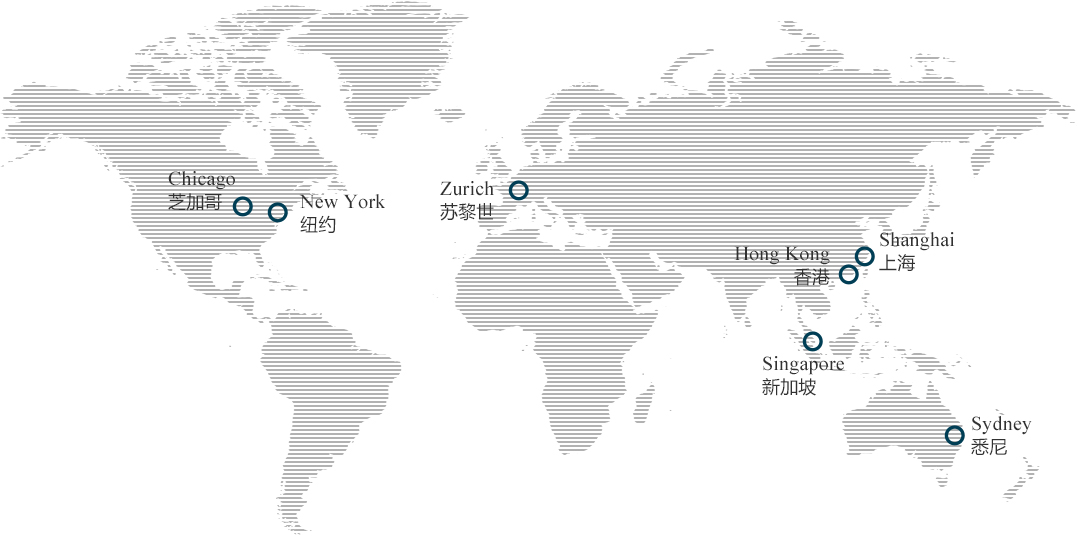 Chicago
芝加哥
New York
纽约
Zurich
苏黎世
Shanghai
上海
Hong Kong
香港
Singapore
新加坡
Sydney
悉尼